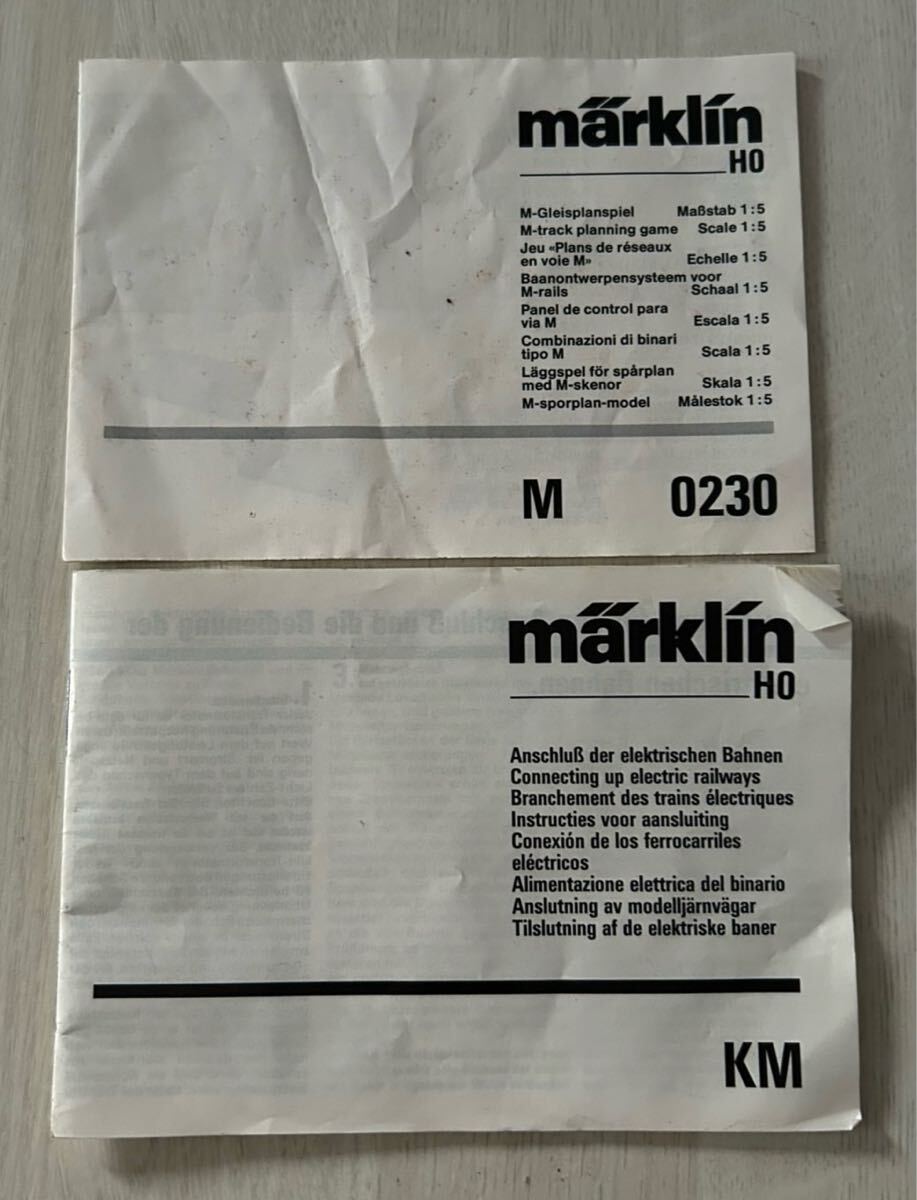 märklín
H0
M-Gleisplanspiel Maßstab 1:5
M-track planning game Scale 1:5
Jeu «Plans de réseaux
en voie M» Echelle 1:5
Baanontwerpensysteem voor
M-rails Schaal 1:5
Panel de control para
via M Escala 1:5
Combinazioni di binari
tipo M Scala 1:5
Läggspel för spårplan
med M-skenor Skala 1:5
M-sporplan-model Målestok 1:5
M 0230
märklín
H0
Anschluß der elektrischen Bahnen
Connecting up electric railways
Branchement des trains électriques
Instructies voor aansluiting
Conexión de los ferrocarriles
eléctricos
Alimentazione elettrica del binario
Anslutning av modelljärnvägar
Tilslutning af de elektriske baner
KM